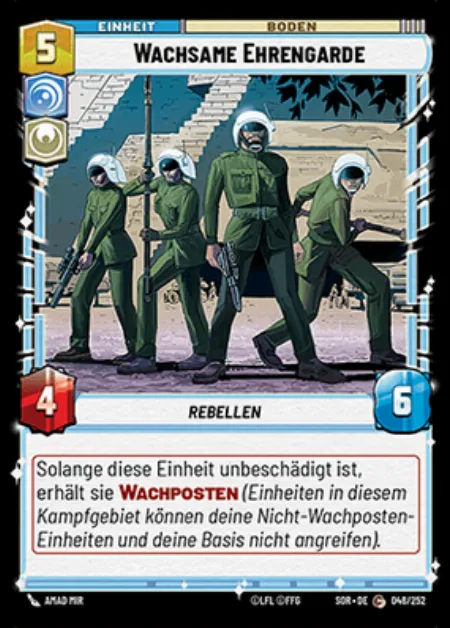 EINHEIT
BODEN
5
WACHSAME EHRENGARDE
4
REBELLEN
6
Solange diese Einheit unbeschädigt ist,
erhält sie WACHPOSTEN (Einheiten in diesem
Kampfgebiet können deine Nicht-Wachposten-
Einheiten und deine Basis nicht angreifen).
AMAD MIR
©LFL ©FFG
SOR • DE C 048/252